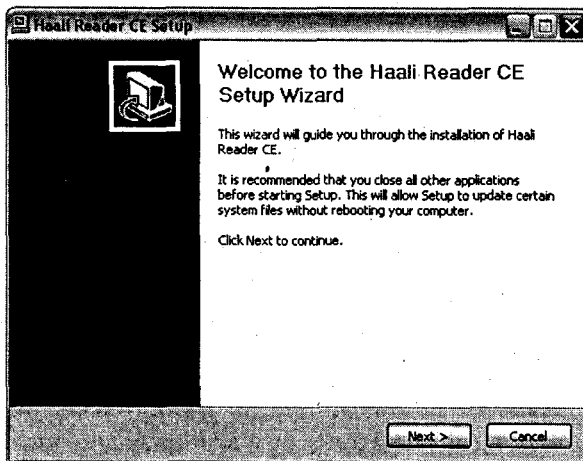 Haali Reader CE Setup
Welcome to the Haali Reader CE
Setup Wizard
This wizard will guide you through the installation of Haali
Reader CE.
It is recommended that you close all other applications
before starting Setup. This will allow Setup to update certain
system files without rebooting your computer.
Click Next to continue.
Next >
Cancel